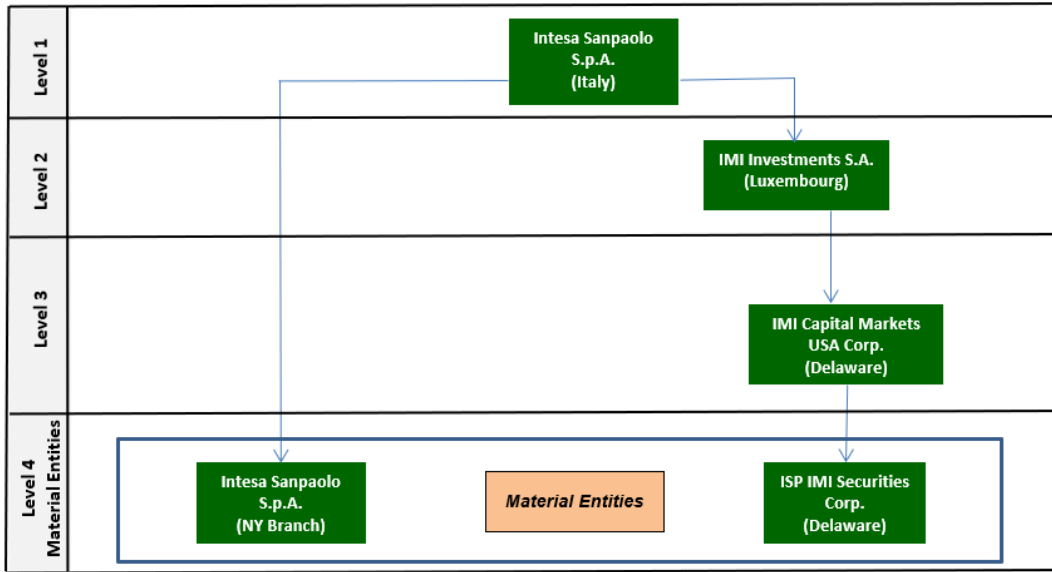 Level 1
Intesa Sanpaolo
S.p.A.
(Italy)
Level 2
IMI Investments S.A.
(Luxembourg)
Level 3
IMI Capital Markets
USA Corp.
(Delaware)
Level 4
Material Entities
Intesa Sanpaolo
S.p.A.
(NY Branch)
Material Entities
ISP IMI Securities
Corp.
(Delaware)